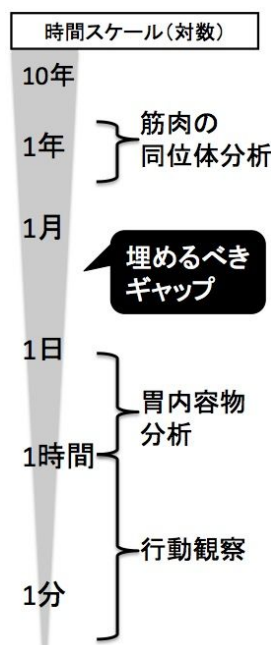 時間スケール(対数)
10年
1年
筋肉の
同位体分析
1月
埋めるべき
ギャップ
1日
胃内容物
分析
1時間
行動観察
1分